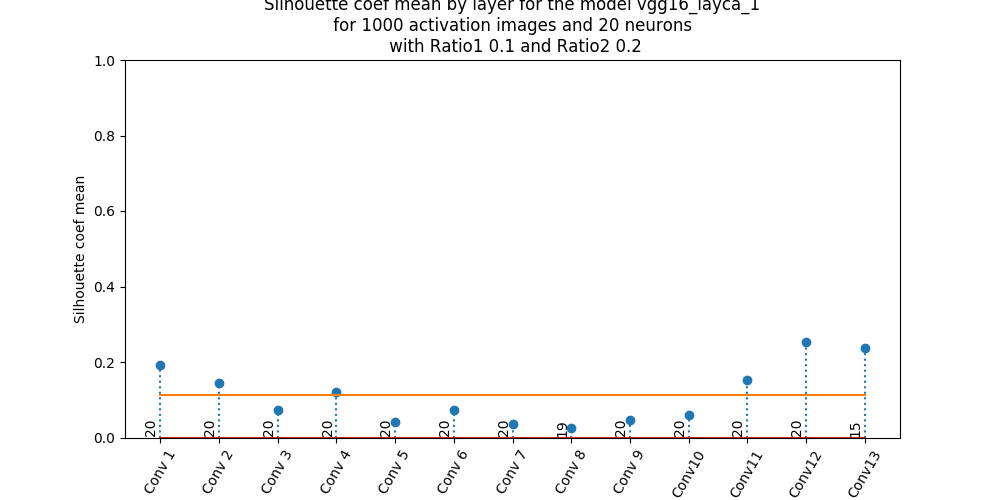 Silhouette coef mean by layer for the model vgg16_layca_1
for 1000 activation images and 20 neurons
with Ratio1 0.1 and Ratio2 0.2
1.0
0.8
0.6
0.4
0.2
0.0
Silhouette coef mean
20
20
20
20
20
20
20
19
20
20
20
20
15
Conv 1
Conv 2
Conv 3
Conv 4
Conv 5
Conv 6
Conv 7
Conv 8
Conv 9
Conv10
Conv11
Conv12
Conv13